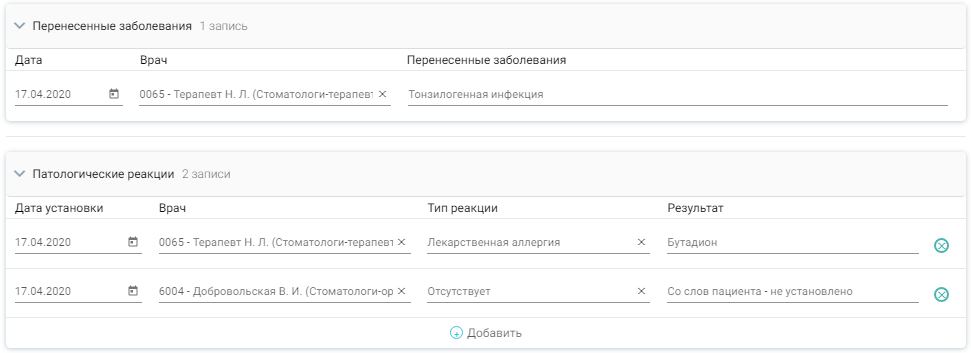 Перенесенные заболевания 1 запись
Дата Врач Перенесенные заболевания
17.04.2020 0065 - Терапевт Н. Л. (Стоматологи-терапевт Тонзилогенная инфекция
Патологические реакции 2 записи
Дата установки Врач Тип реакции Результат
17.04.2020 0065 - Терапевт Н. Л. (Стоматологи-терапевт Лекарственная аллергия Бутадион
17.04.2020 6004 - Добровольская В. И. (Стоматологи-ор Отсутствует Со слов пациента - не установлено
Добавить